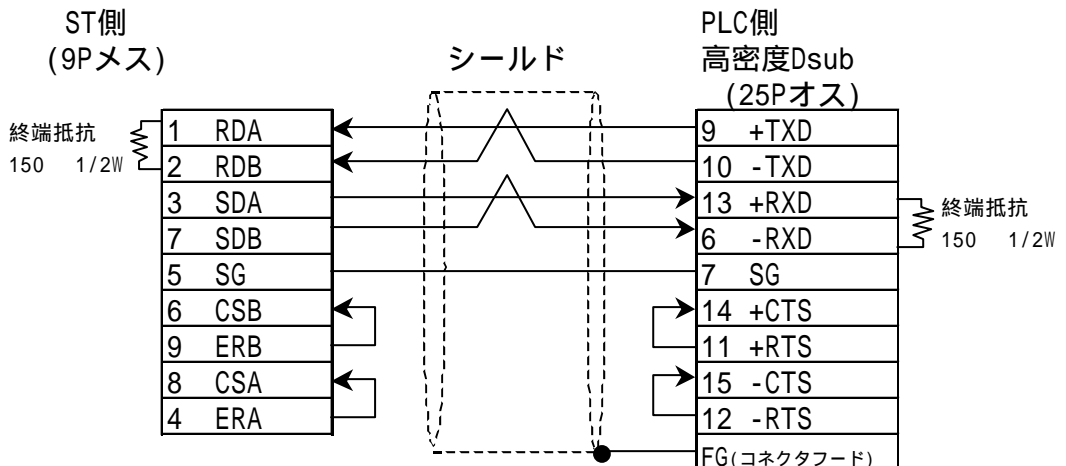 ST側
(9Pメス)
シールド
PLC側
高密度Dsub
(25Pオス)
終端抵抗
150 1/2W
1 RDA
2 RDB
3 SDA
7 SDB
5 SG
6 CSB
9 ERB
8 CSA
4 ERA
9 +TXD
10 -TXD
13 +RXD
6 -RXD
7 SG
14 +CTS
11 +RTS
15 -CTS
12 -RTS
FG(コネクタフード)
終端抵抗
150 1/2W